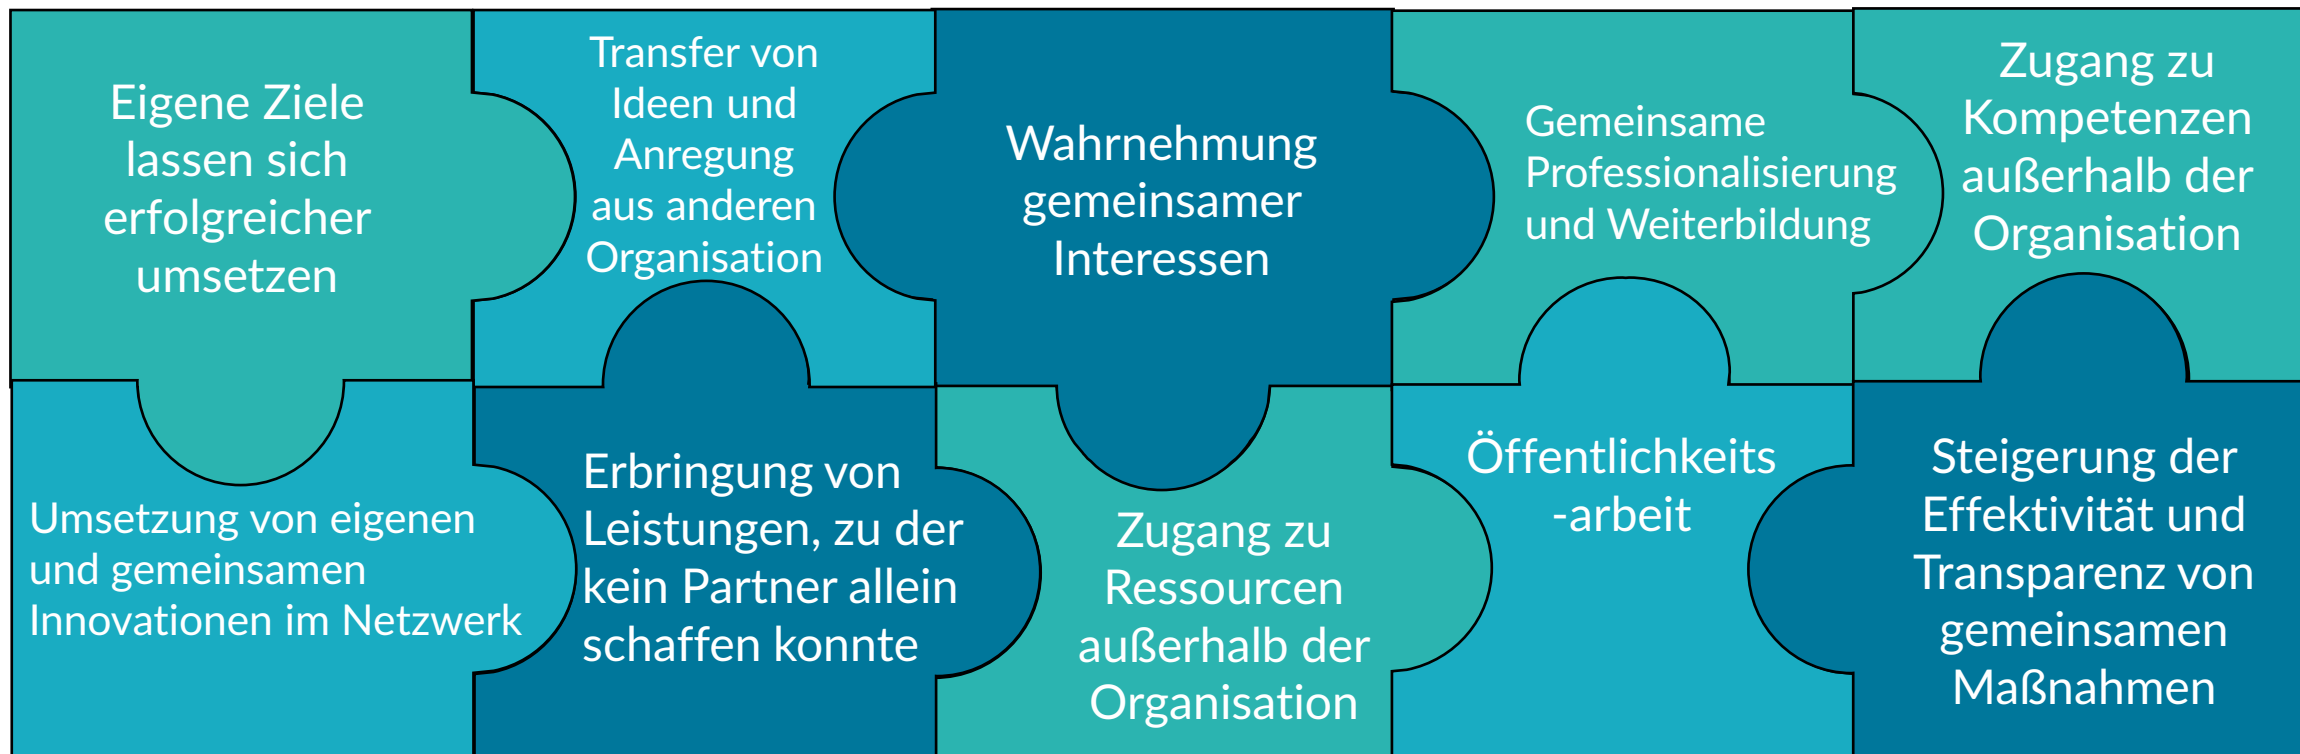 Eigene Ziele
lassen sich
erfolgreicher
umsetzen
Transfer von
Ideen und
Anregung
aus anderen
Organisation
Wahrnehmung
gemeinsamer
Interessen
Gemeinsame
Professionalisierung
und Weiterbildung
Zugang zu
Kompetenzen
außerhalb der
Organisation
Umsetzung von eigenen
und gemeinsamen
Innovationen im Netzwerk
Erbringung von
Leistungen, zu der
kein Partner allein
schaffen konnte
Zugang zu
Ressourcen
außerhalb der
Organisation
Öffentlichkeits
-arbeit
Steigerung der
Effektivität und
Transparenz von
gemeinsamen
Maßnahmen